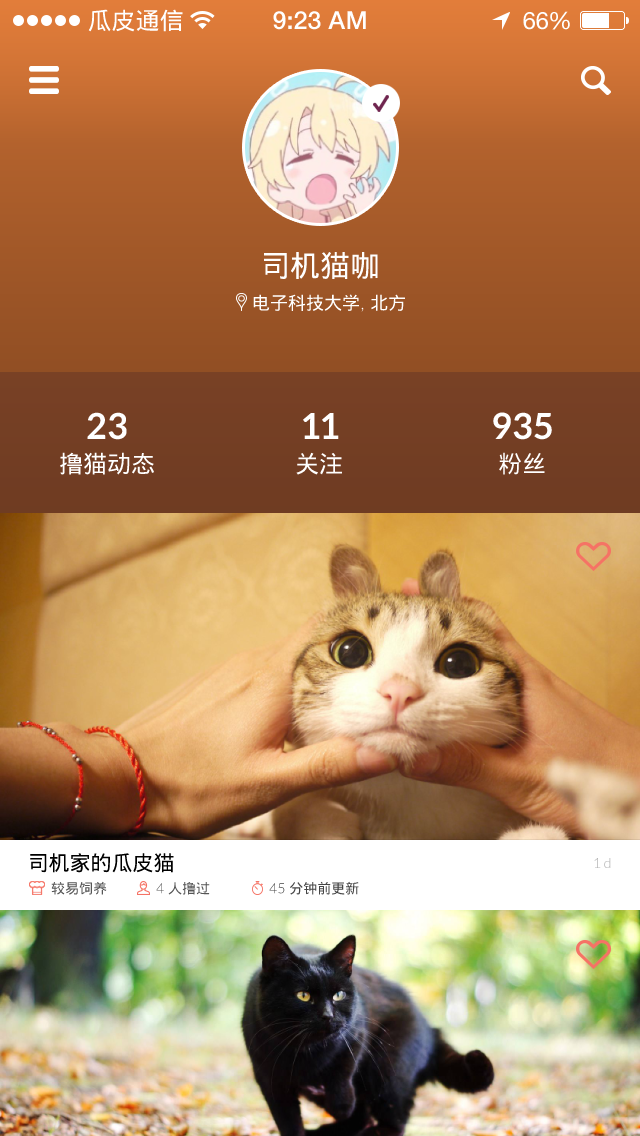 瓜皮通信 9:23 AM 66%
司机猫咖
电子科技大学, 北方
23 11 935
撸猫动态 关注 粉丝
司机家的瓜皮猫 1d
较易饲养 4 人撸过 45 分钟前更新